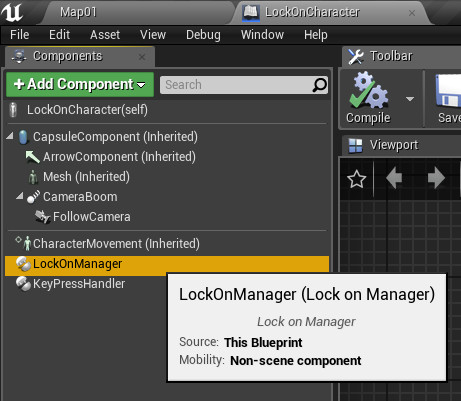 Map01
LockOnCharacter
File Edit Asset View Debug Window Help
Components
Toolbar
+ Add Component
Search
LockOnCharacter(self)
Compile
Save
CapsuleComponent (Inherited)
Viewport
ArrowComponent (Inherited)
Mesh (Inherited)
CameraBoom
FollowCamera
CharacterMovement (Inherited)
LockOnManager
KeyPressHandler
LockOnManager (Lock on Manager)
Lock on Manager
Source: This Blueprint
Mobility: Non-scene component